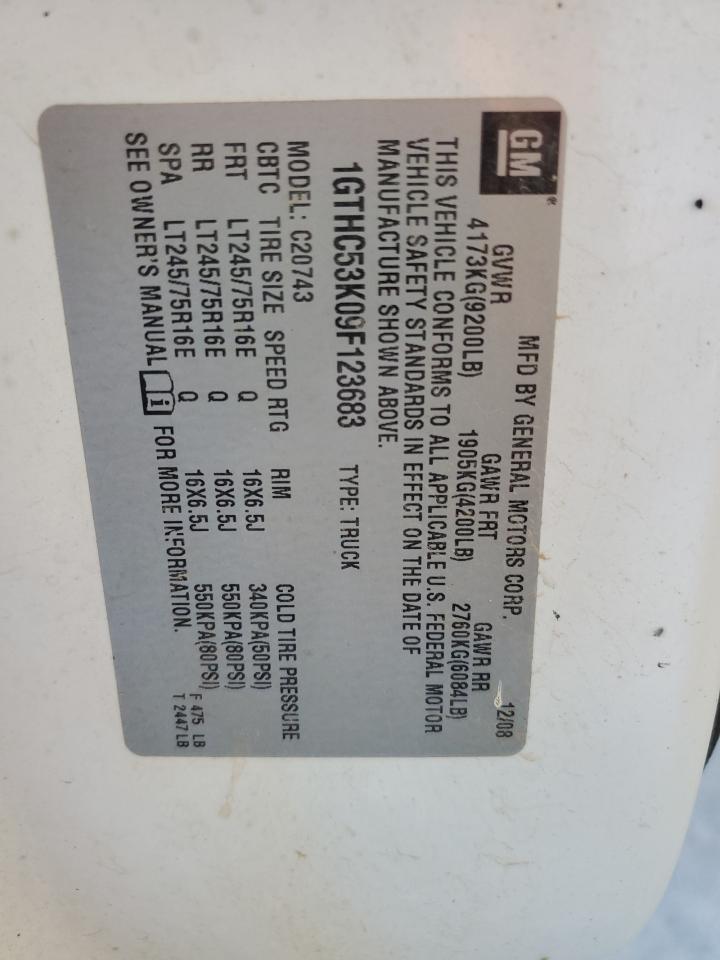 GM®
MFD BY GENERAL MOTORS CORP. 12/08
GVWR GAWR FRT GAWR RR
4173KG(9200LB) 1905KG(4200LB) 2760KG(6084LB)
THIS VEHICLE CONFORMS TO ALL APPLICABLE U.S. FEDERAL MOTOR
VEHICLE SAFETY STANDARDS IN EFFECT ON THE DATE OF
MANUFACTURE SHOWN ABOVE.
1GTHC53K09F123683 TYPE: TRUCK
MODEL: C20743
CBTC TIRE SIZE SPEED RTG RIM COLD TIRE PRESSURE
FRT LT245/75R16E Q 16X6.5J 340KPA(50PSI)
RR LT245/75R16E Q 16X6.5J 550KPA(80PSI)
SPA LT245/75R16E Q 16X6.5J 550KPA(80PSI) F 475 LB
SEE OWNER'S MANUAL i FOR MORE INFORMATION. T 2447 LB